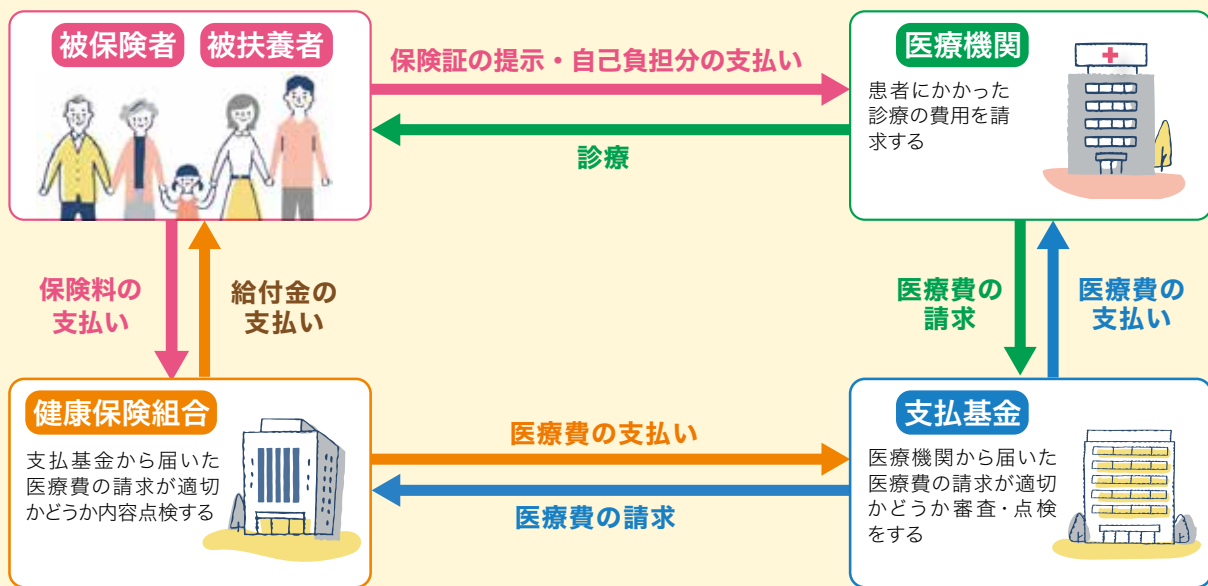 被保険者 被扶養者
保険証の提示・自己負担分の支払い
診療
医療機関
患者にかかった
診療の費用を請
求する
保険料の
支払い
給付金の
支払い
医療費の
請求
医療費の
支払い
健康保険組合
支払基金から届いた
医療費の請求が適切
かどうか内容点検する
医療費の支払い
医療費の請求
支払基金
医療機関から届いた
医療費の請求が適切
かどうか審査・点検
をする